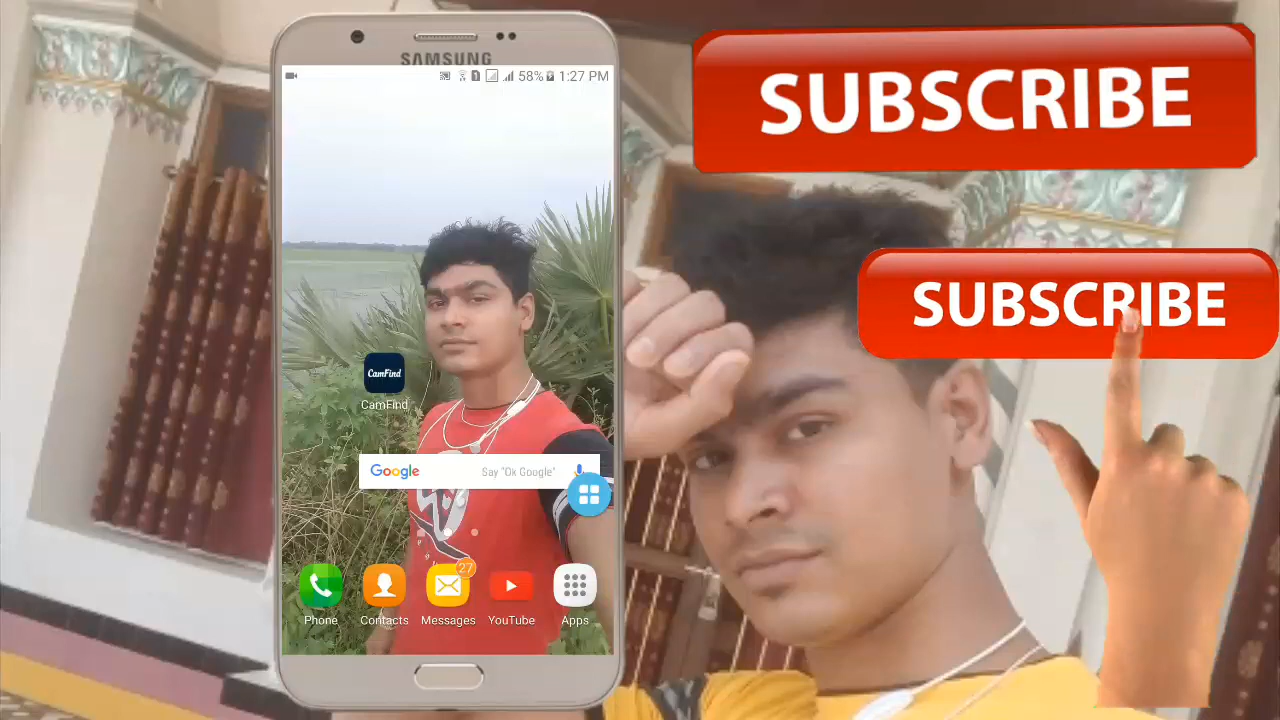 SAMSUNG
58% 1:27 PM
CamFind
CamFind
Google Say "Ok Google"
27
Phone Contacts Messages YouTube Apps
SUBSCRIBE
SUBSCRIBE